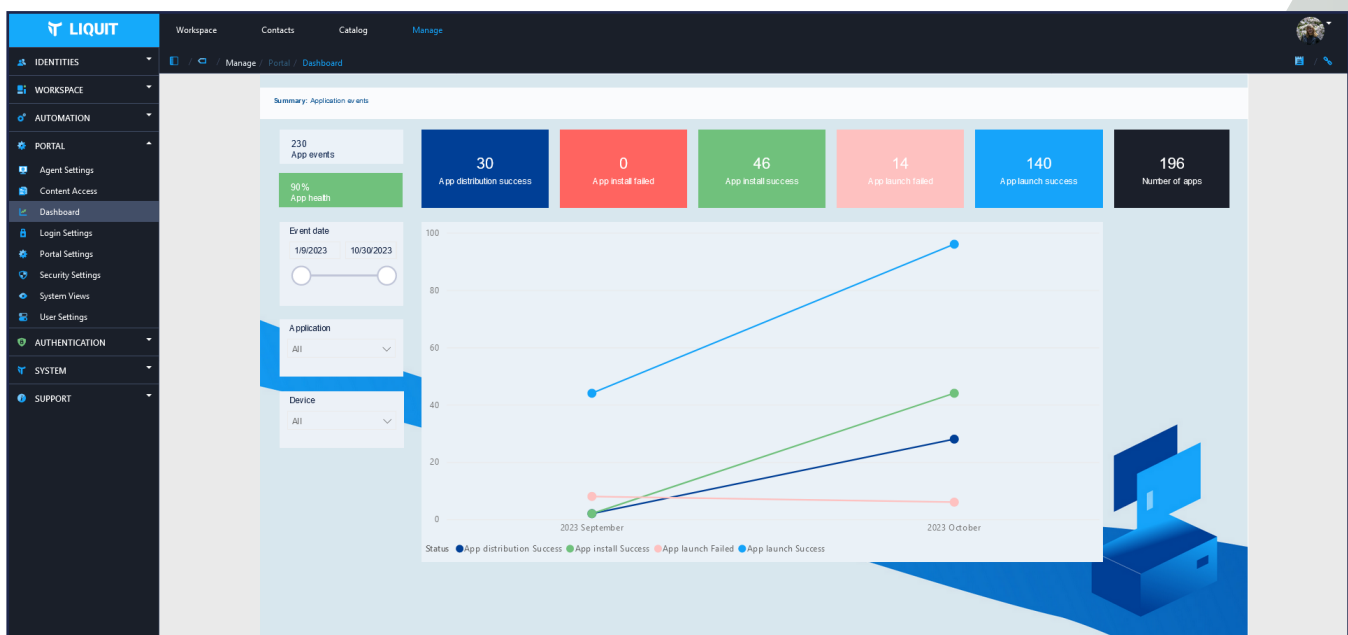 LIQUIT
Workspace
Contacts
Catalog
Manage
Manage / Portal / Dashboard
IDENTITIES
WORKSPACE
AUTOMATION
PORTAL
Agent Settings
Content Access
Dashboard
Login Settings
Portal Settings
Security Settings
System Views
User Settings
AUTHENTICATION
SYSTEM
SUPPORT
Summary: Application events
230
App events
90%
App health
30
App distribution success
0
App install failed
46
App install success
14
App launch failed
140
App launch success
196
Number of apps
Event date
1/9/2023 10/30/2023
Application
All
Device
All
100
80
60
40
20
0
2023 September
2023 October
Status App distribution Success App install Success App launch Failed App launch Success